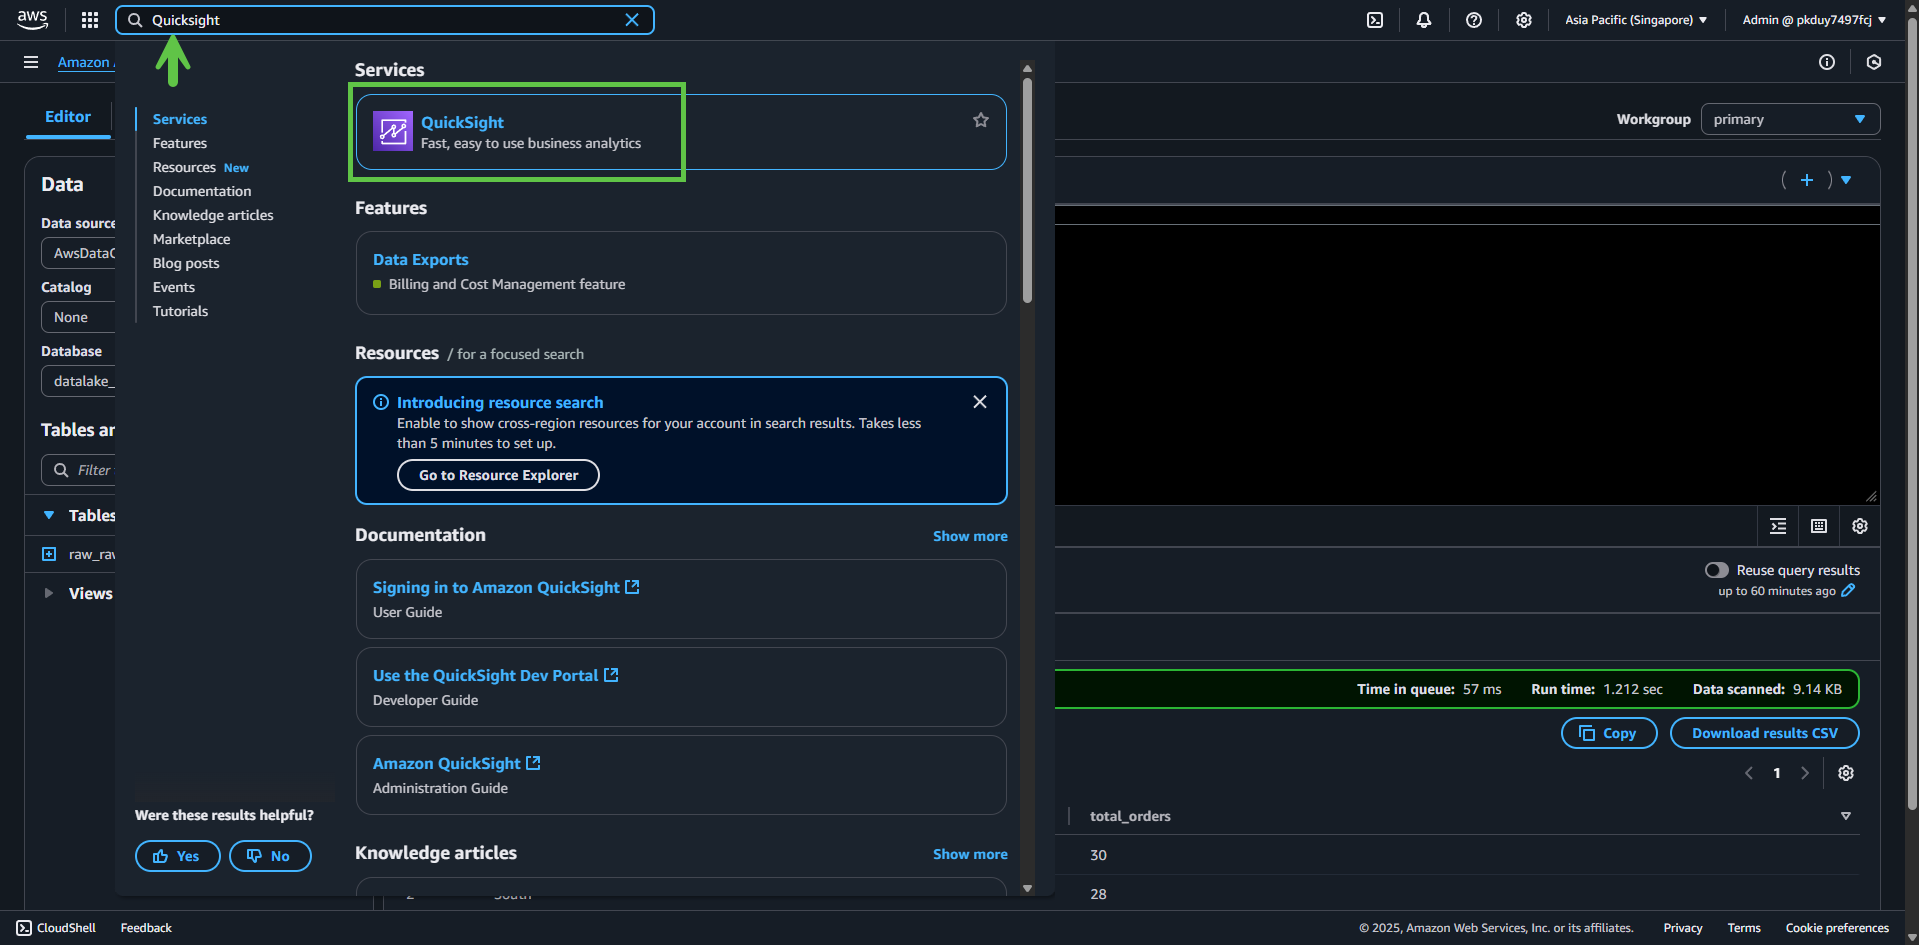 aws
Quicksight
Asia Pacific (Singapore)
Admin @ pkduy7497fcj
Amazon
Editor
Workgroup
primary
Data
Data source
AwsDataC
Catalog
None
Database
datalake_
Tables an
Filter
Tables
raw_rav
Views
Services
Features
Resources New
Documentation
Knowledge articles
Marketplace
Blog posts
Events
Tutorials
Were these results helpful?
Yes
No
Services
QuickSight
Fast, easy to use business analytics
Features
Data Exports
Billing and Cost Management feature
Resources / for a focused search
Introducing resource search
Enable to show cross-region resources for your account in search results. Takes less
than 5 minutes to set up.
Go to Resource Explorer
Documentation
Show more
Signing in to Amazon QuickSight
User Guide
Use the QuickSight Dev Portal
Developer Guide
Amazon QuickSight
Administration Guide
Knowledge articles
Show more
Reuse query results
up to 60 minutes ago
Time in queue: 57 ms
Run time: 1.212 sec
Data scanned: 9.14 KB
Copy
Download results CSV
1
total_orders
30
28
CloudShell
Feedback
© 2025, Amazon Web Services, Inc. or its affiliates.
Privacy
Terms
Cookie preferences